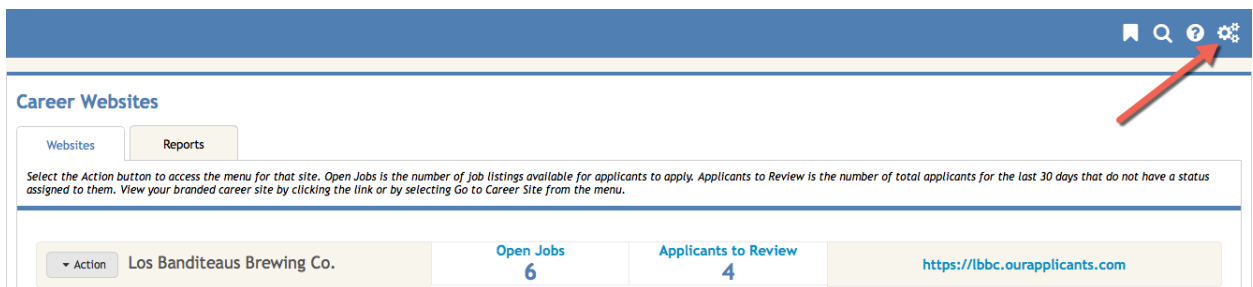 Career Websites
Websites
Reports
Select the Action button to access the menu for that site. Open Jobs is the number of job listings available for applicants to apply. Applicants to Review is the number of total applicants for the last 30 days that do not have a status
assigned to them. View your branded career site by clicking the link or by selecting Go to Career Site from the menu.
Action
Los Banditeaus Brewing Co.
Open Jobs
6
Applicants to Review
4
https://lbbc.ourapplicants.com